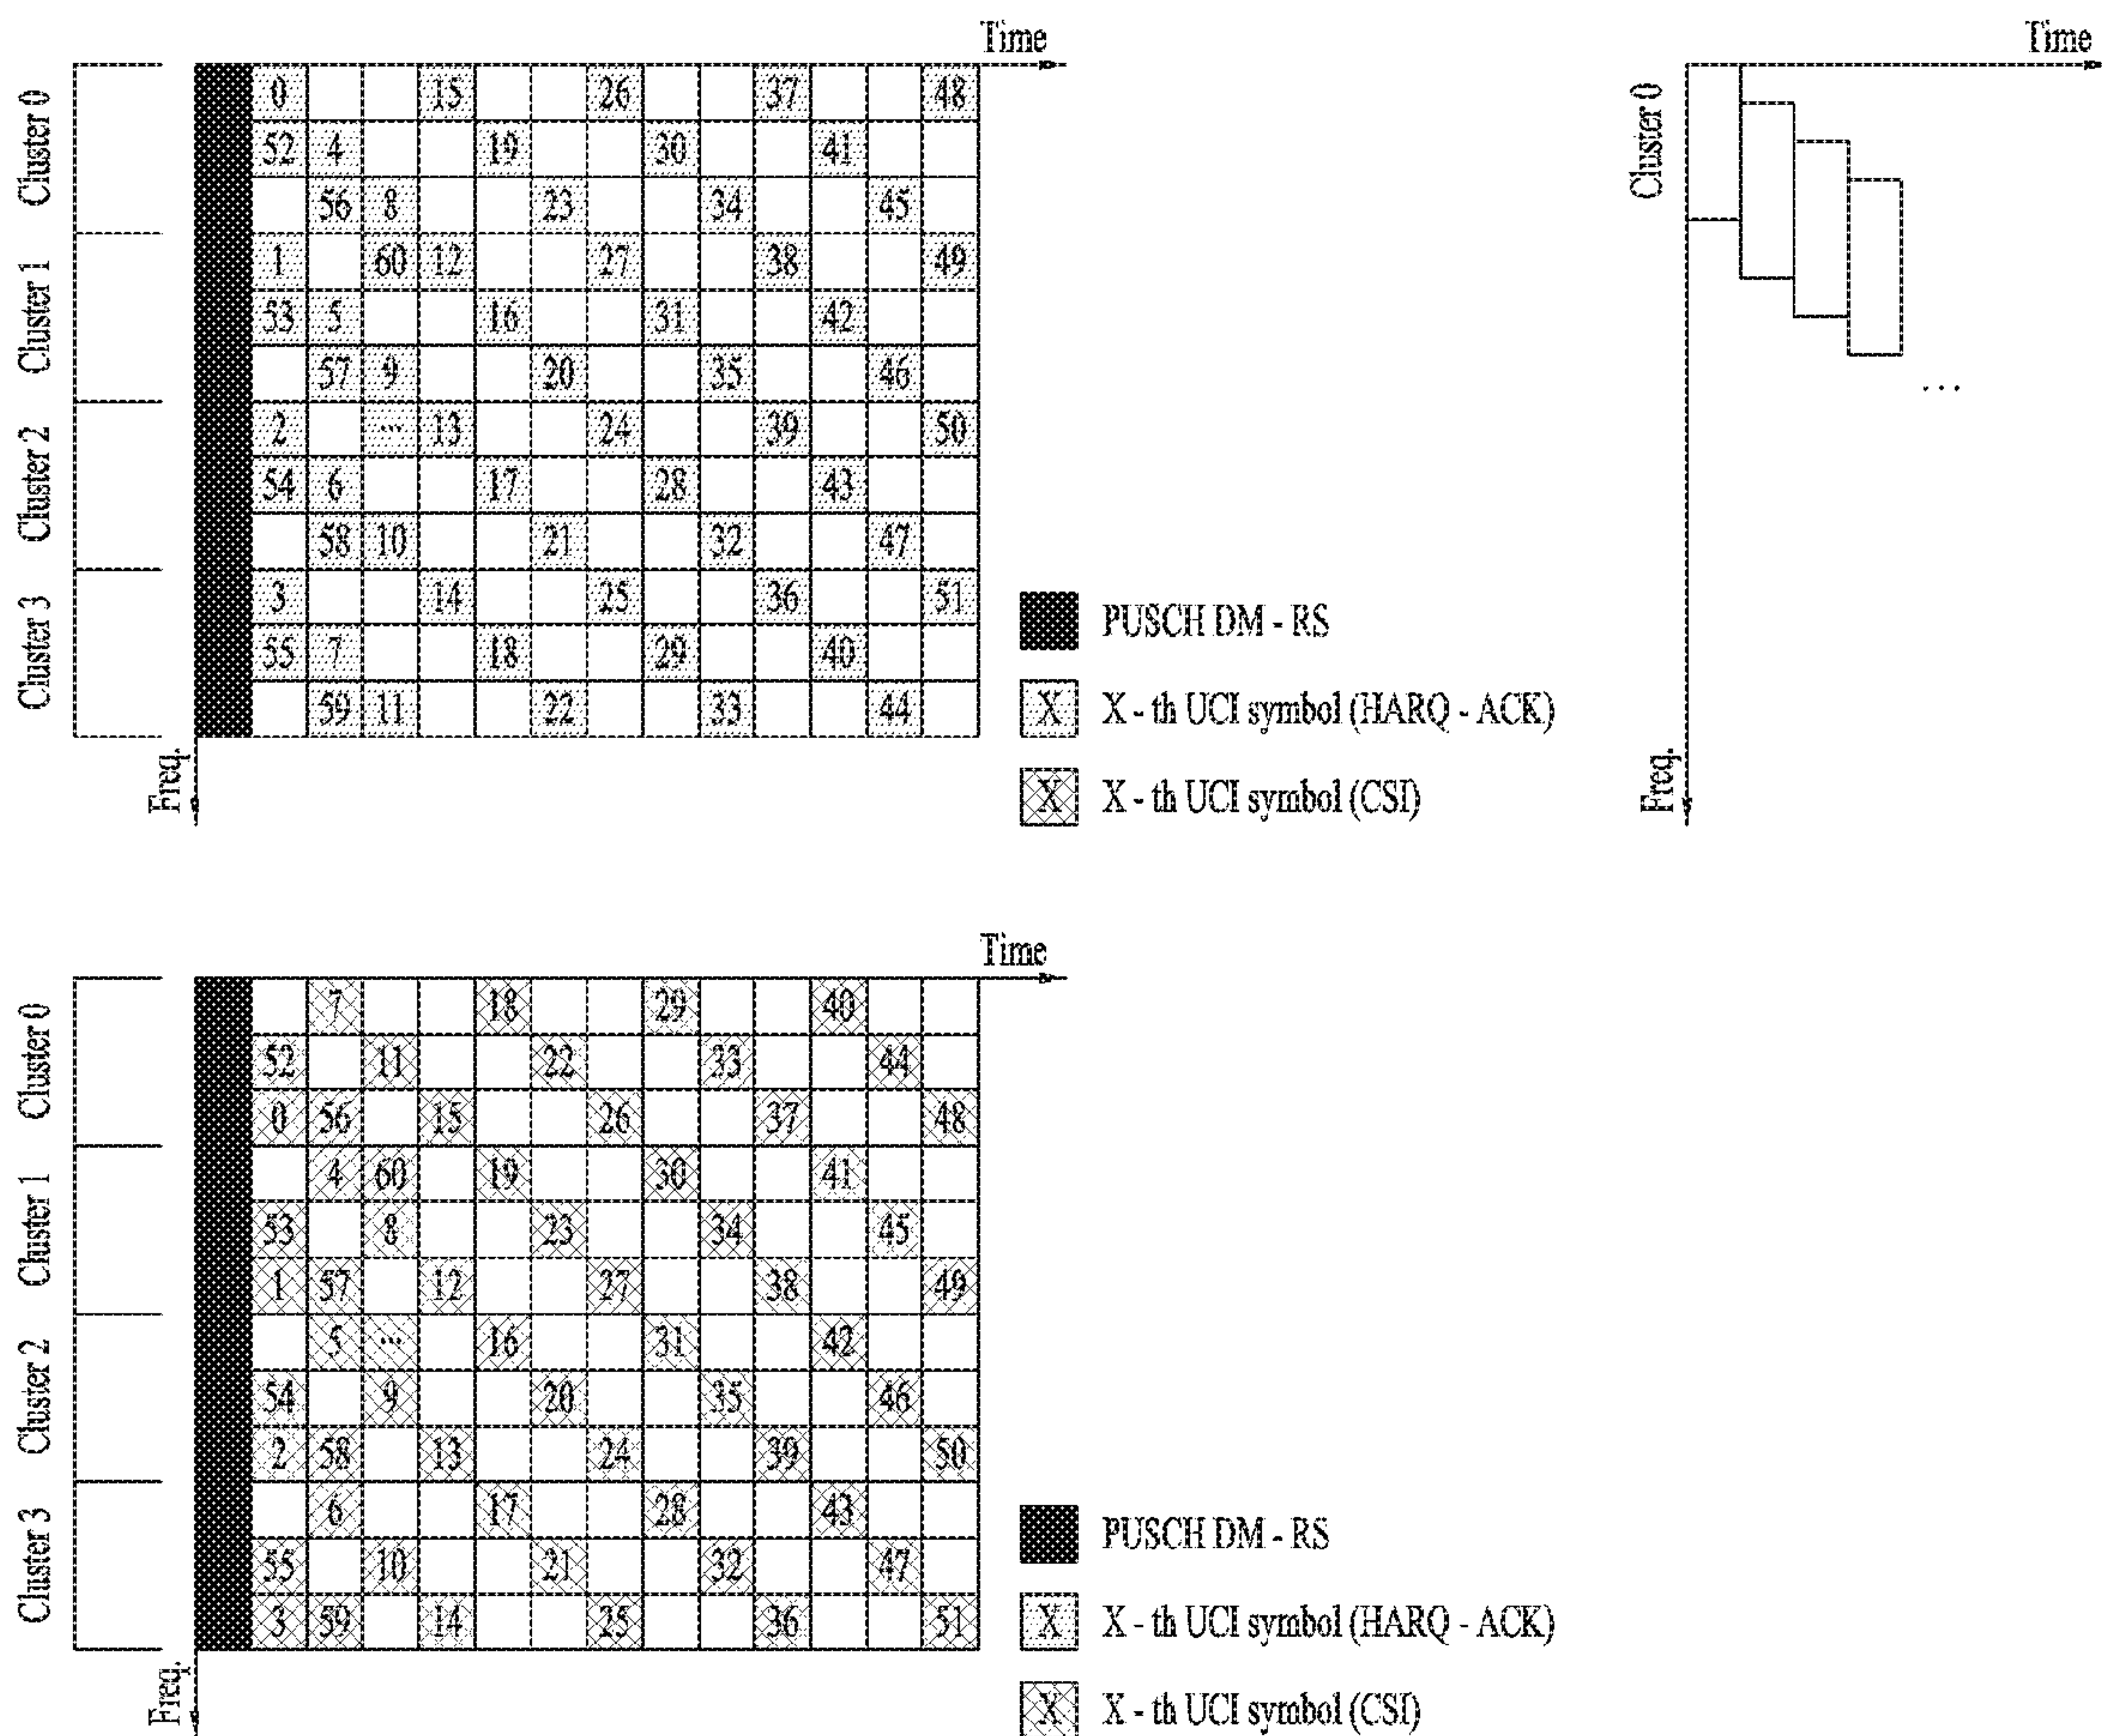 Time
Time
Cluster 0
Cluster 1
Cluster 2
Cluster 3
0 15 26 37 48
52 4 19 30 41
56 8 23 34 45
1 60 12 27 38 49
53 5 16 31 42
57 9 20 35 46
2 ... 13 24 39 50
54 6 17 28 43
58 10 21 32 47
3 14 25 36 51
55 7 18 29 40
59 11 22 33 44
Freq.
PUSCH DM - RS
X X - th UCI symbol (HARQ - ACK)
X X - th UCI symbol (CSI)
Cluster 0
...
Freq.
Time
Cluster 0
Cluster 1
Cluster 2
Cluster 3
7 18 29 40
52 11 22 33 44
0 56 15 26 37 48
4 60 19 30 41
53 8 23 34 45
1 57 12 27 38 49
5 ... 16 31 42
54 9 20 35 46
2 58 13 24 39 50
6 17 28 43
55 10 21 32 47
3 59 14 25 36 51
Freq.
PUSCH DM - RS
X X - th UCI symbol (HARQ - ACK)
X X - th UCI symbol (CSI)